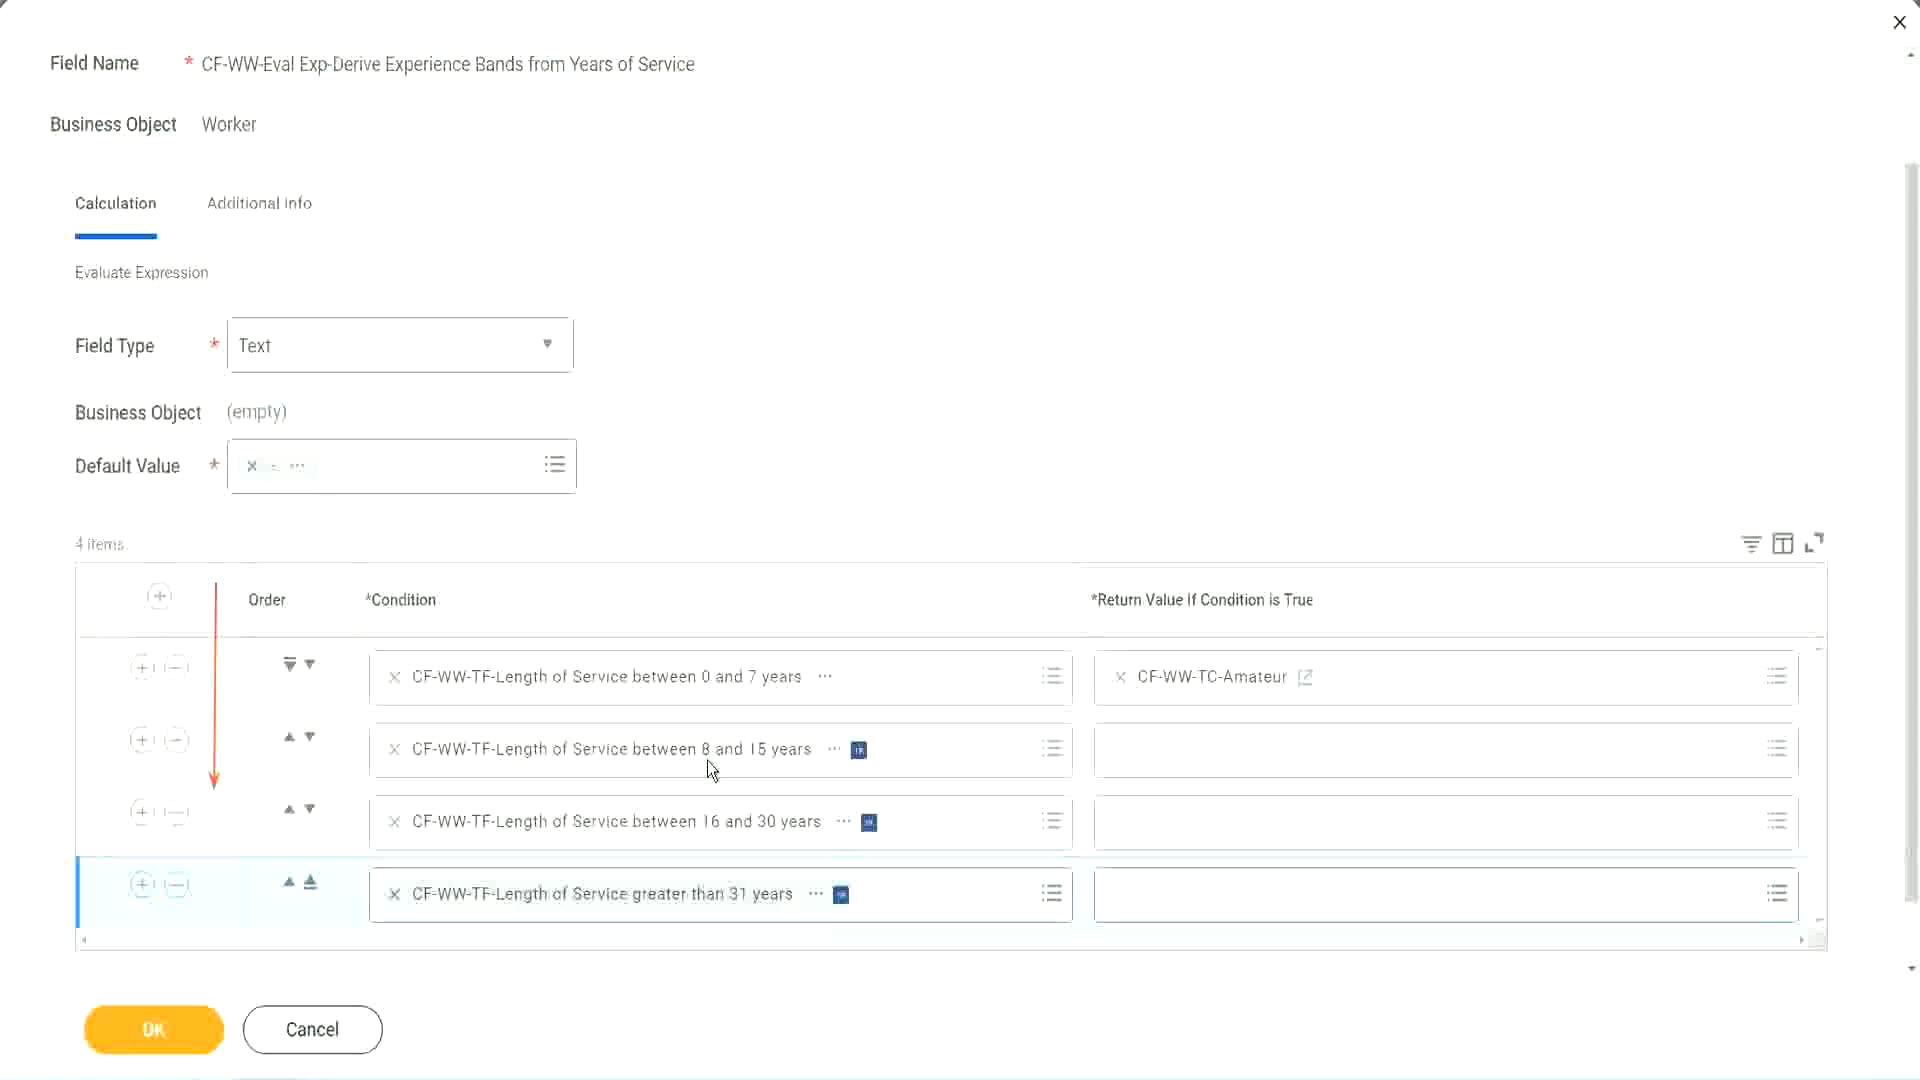 Field Name * CF-WW-Eval Exp-Derive Experience Bands from Years of Service
Business Object Worker
Calculation Additional Info
Evaluate Expression
Field Type * Text
Business Object (empty)
Default Value *
4 items
Order *Condition *Return Value If Condition is True
CF-WW-TF-Length of Service between 0 and 7 years ... CF-WW-TC-Amateur
CF-WW-TF-Length of Service between 8 and 15 years ...
CF-WW-TF-Length of Service between 16 and 30 years ...
CF-WW-TF-Length of Service greater than 31 years ...
OK Cancel